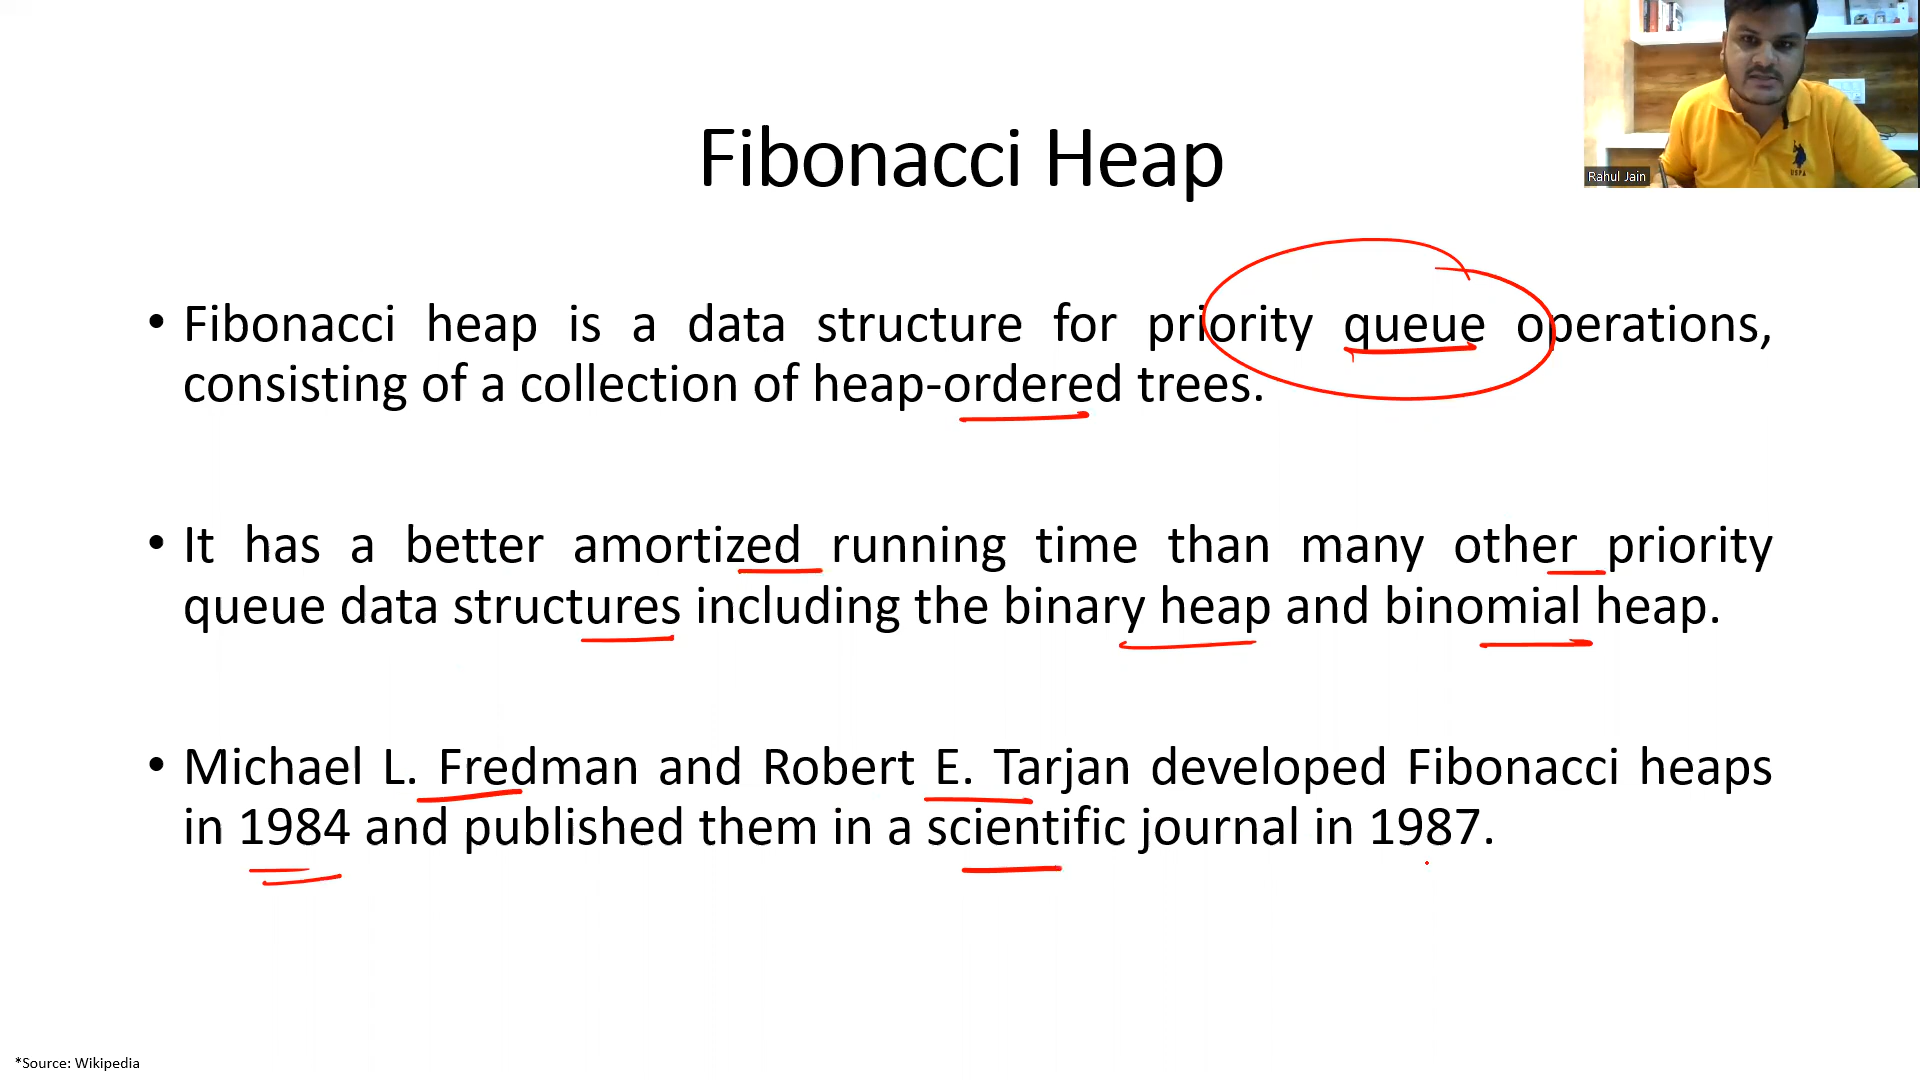 Rahul Jain
USPA
Fibonacci Heap
• Fibonacci heap is a data structure for priority queue operations,
consisting of a collection of heap-ordered trees.
• It has a better amortized running time than many other priority
queue data structures including the binary heap and binomial heap.
• Michael L. Fredman and Robert E. Tarjan developed Fibonacci heaps
in 1984 and published them in a scientific journal in 1987.
*Source: Wikipedia